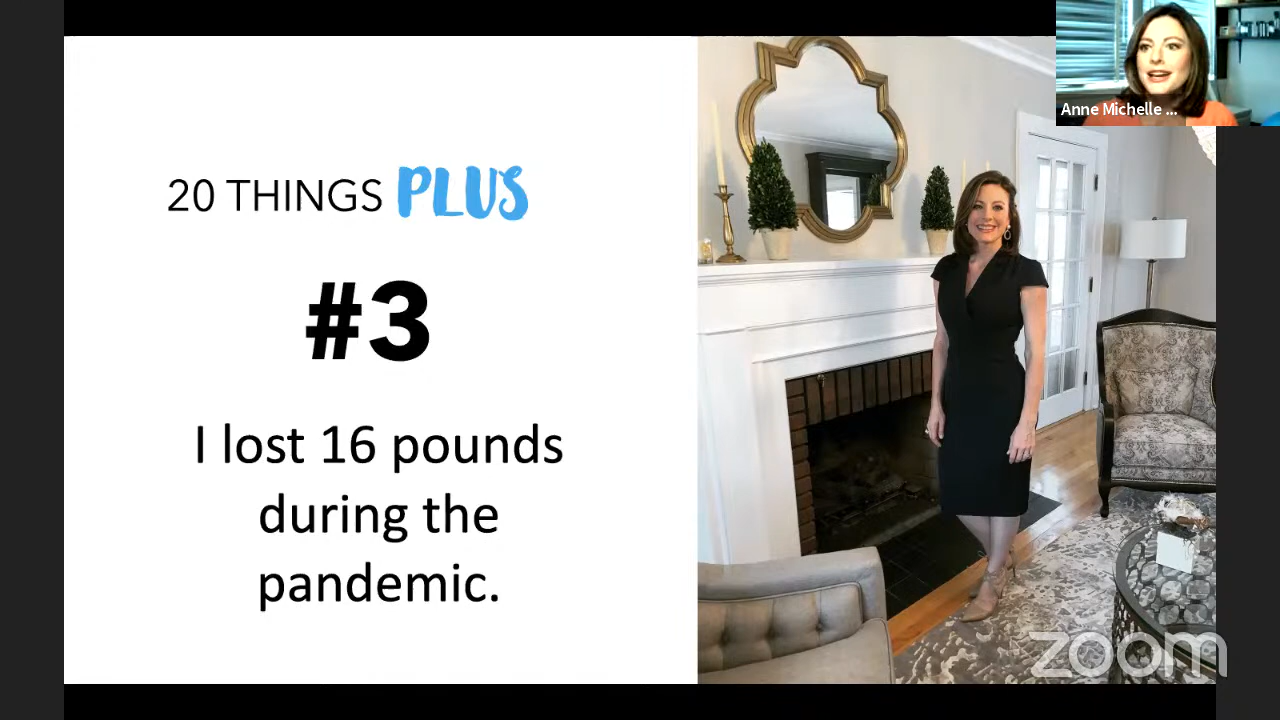 Anne Michelle ...
20 THINGS PLUS
#3
I lost 16 pounds
during the
pandemic.
zoom